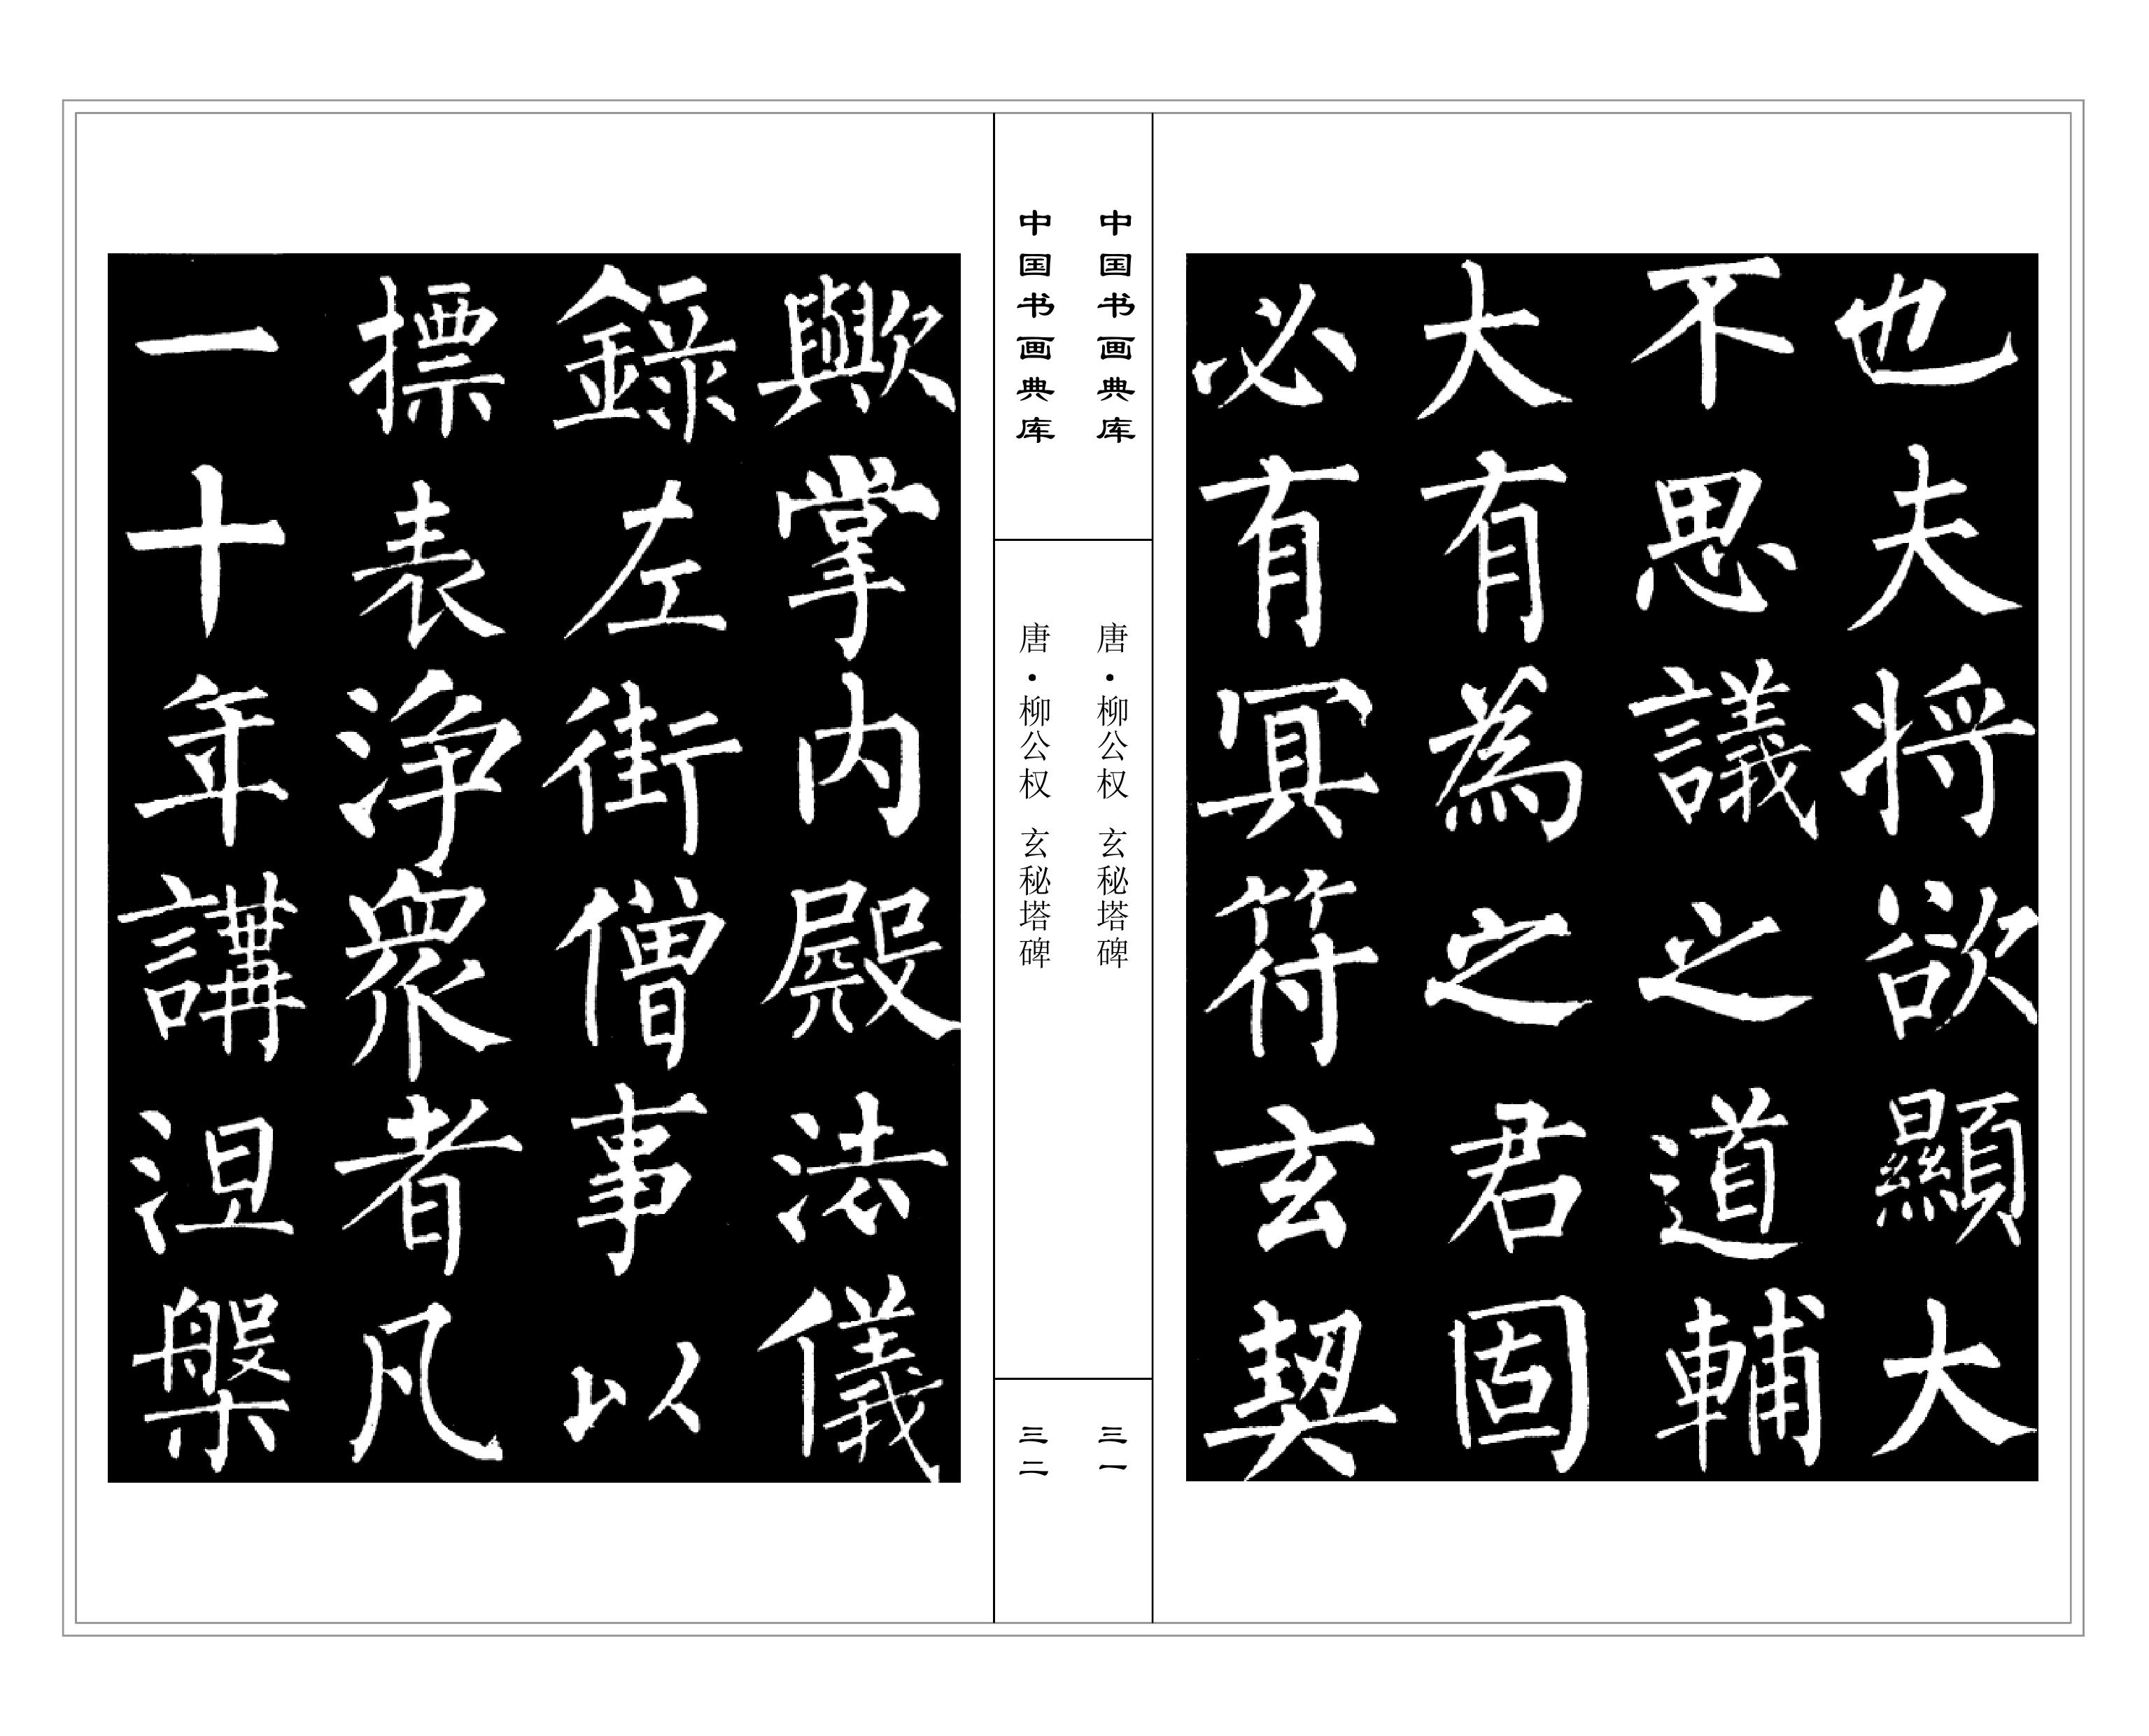 也夫将欲顯大
不思議之道輔
大有為之君固
必有冥符玄契
中国书画典库
唐·柳公权 玄秘塔碑
三一
中国书画典库
唐·柳公权 玄秘塔碑
三二
歟掌内殿法儀
録左街僧事以
標表浄衆者凡
一十年講涅槃